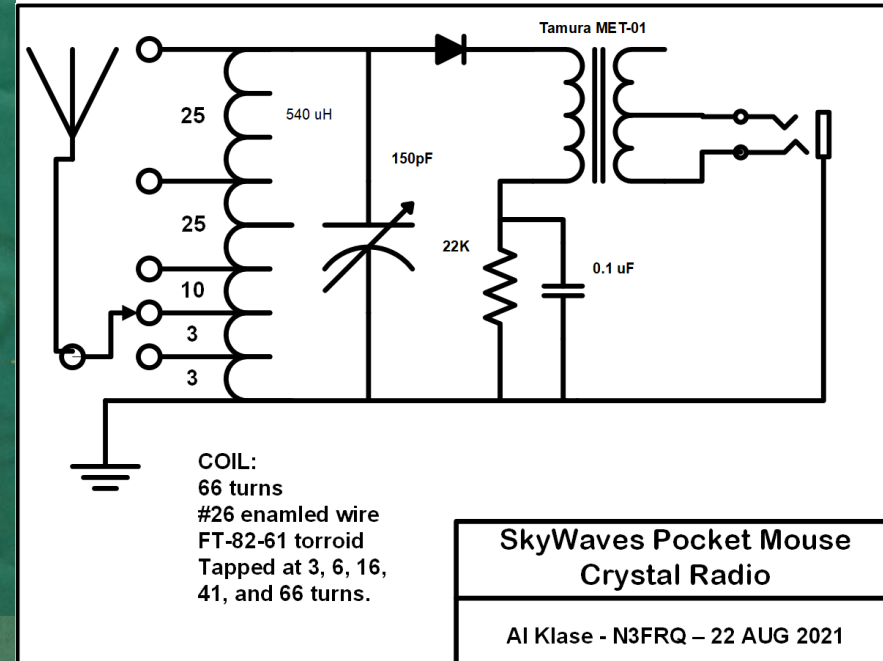 Tamura MET-01
25
540 uH
150pF
25
22K
0.1 uF
10
3
3
COIL:
66 turns
#26 enamled wire
FT-82-61 torroid
Tapped at 3, 6, 16,
41, and 66 turns.
SkyWaves Pocket Mouse
Crystal Radio
Al Klase - N3FRQ – 22 AUG 2021